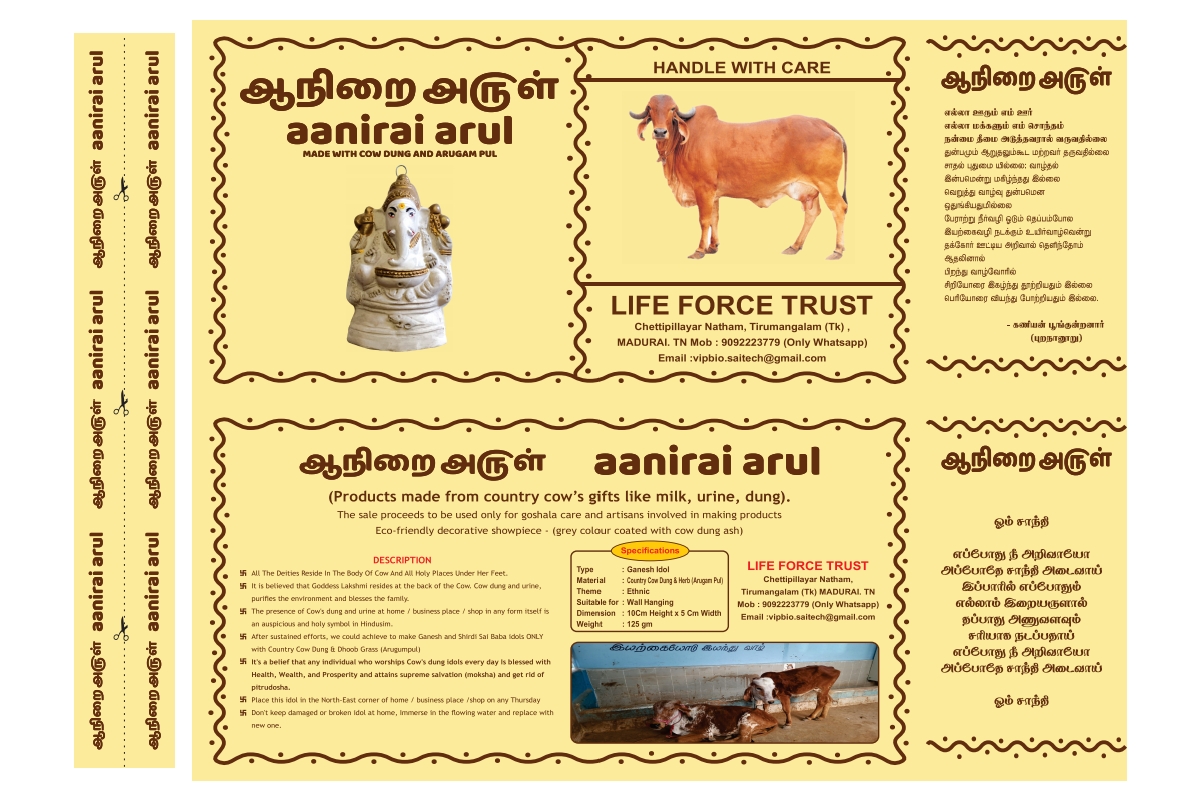 ஆநிறை அருள் aanirai arul ஆநிறை அருள் aanirai arul ஆநிறை அருள் aanirai arul
ஆநிறை அருள் aanirai arul ஆநிறை அருள் aanirai arul ஆநிறை அருள் aanirai arul
ஆநிறை அருள்
aanirai arul
MADE WITH COW DUNG AND ARUGAM PUL
HANDLE WITH CARE
LIFE FORCE TRUST
Chettipillayar Natham, Tirumangalam (Tk) ,
MADURAI. TN Mob : 9092223779 (Only Whatsapp)
Email :vipbio.saitech@gmail.com
ஆநிறை அருள்
எல்லா ஊரும் எம் ஊர்
எல்லா மக்களும் எம் சொந்தம்
நன்மை தீமை அடுத்தவரால் வருவதில்லை
துன்பமும் ஆறுதலும்கூட மற்றவர் தருவதில்லை
சாதல் புதுமை யில்லை: வாழ்தல்
இன்பமென்று மகிழ்ந்தது இல்லை
வெறுத்து வாழ்வு துன்பமென
ஒதுங்கியதுமில்லை
பேராற்று நீர்வழி ஓடும் தெப்பம்போல
இயற்கைவழி நடக்கும் உயிர்வாழ்வென்று
தக்கோர் ஊட்டிய அறிவால் தெளிந்தோம்
ஆதலினால்
பிறந்து வாழ்வோரில்
சிறியோரை இகழ்ந்து தூற்றியதும் இல்லை
பெரியோரை வியந்து போற்றியதும் இல்லை.
- கணியன் பூங்குன்றனார்
(புறநானூறு)
ஆநிறை அருள் aanirai arul
(Products made from country cow's gifts like milk, urine, dung).
The sale proceeds to be used only for goshala care and artisans involved in making products
Eco-friendly decorative showpiece - (grey colour coated with cow dung ash)
DESCRIPTION
卐 All The Deities Reside In The Body Of Cow And All Holy Places Under Her Feet.
卐 It is believed that Goddess Lakshmi resides at the back of the Cow. Cow dung and urine,
purifies the environment and blesses the family.
卐 The presence of Cow's dung and urine at home / business place / shop in any form itself is
an auspicious and holy symbol in Hindusim.
卐 After sustained efforts, we could achieve to make Ganesh and Shirdi Sai Baba idols ONLY
with Country Cow Dung & Dhoob Grass (Arugumpul)
卐 It's a belief that any individual who worships Cow's dung idols every day is blessed with
Health, Wealth, and Prosperity and attains supreme salvation (moksha) and get rid of
pitrudosha.
卐 Place this idol in the North-East corner of home / business place /shop on any Thursday
卐 Don't keep damaged or broken idol at home, immerse in the flowing water and replace with
new one.
Specifications
Type : Ganesh Idol
Material : Country Cow Dung & Herb (Arugam Pul)
Theme : Ethnic
Suitable for : Wall Hanging
Dimension : 10Cm Height x 5 Cm Width
Weight : 125 gm
LIFE FORCE TRUST
Chettipillayar Natham,
Tirumangalam (Tk) MADURAI. TN
Mob : 9092223779 (Only Whatsapp)
Email :vipbio.saitech@gmail.com
இயற்கையோடு இயைந்து வாழ்
ஆநிறை அருள்
ஓம் சாந்தி
எப்போது நீ அறிவாயோ
அப்போதே சாந்தி அடைவாய்
இப்பாரில் எப்போதும்
எல்லாம் இறையருளால்
தப்பாது அணுவளவும்
சரியாக நடப்பதாய்
எப்போது நீ அறிவாயோ
அப்போதே சாந்தி அடைவாய்
ஓம் சாந்தி